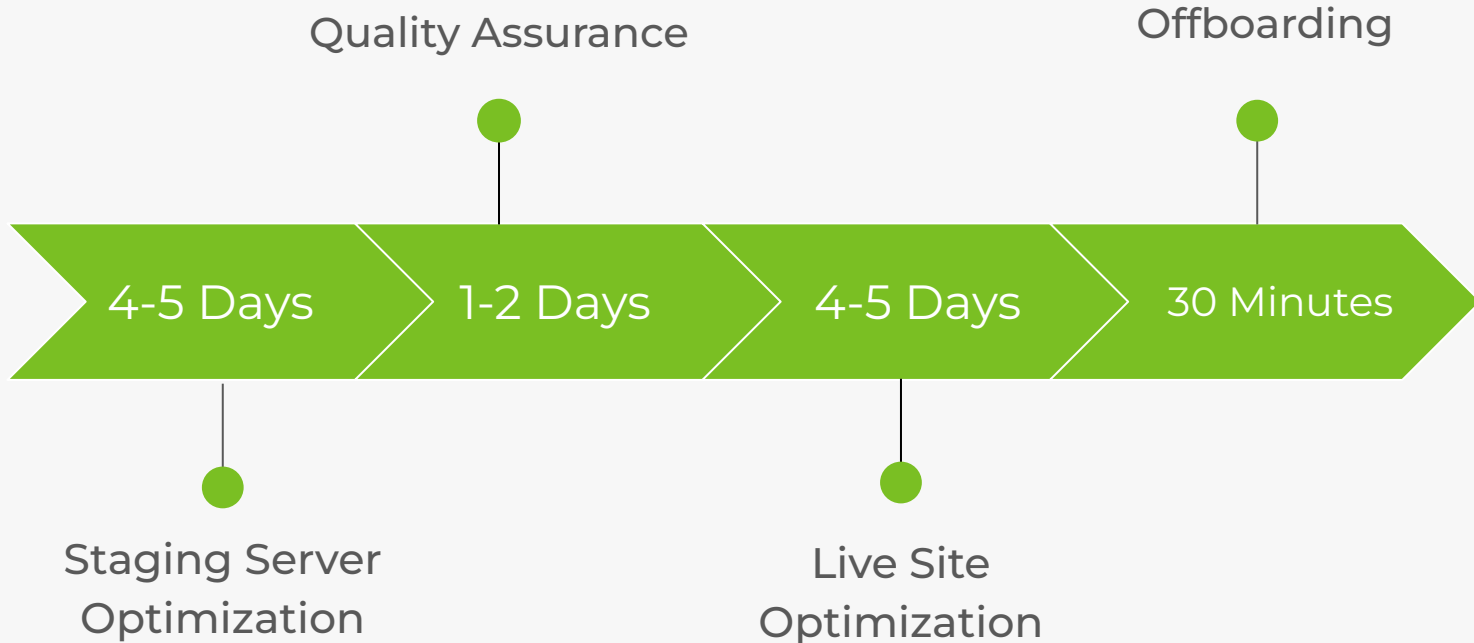 Quality Assurance
Offboarding
4-5 Days
1-2 Days
4-5 Days
30 Minutes
Staging Server
Optimization
Live Site
Optimization